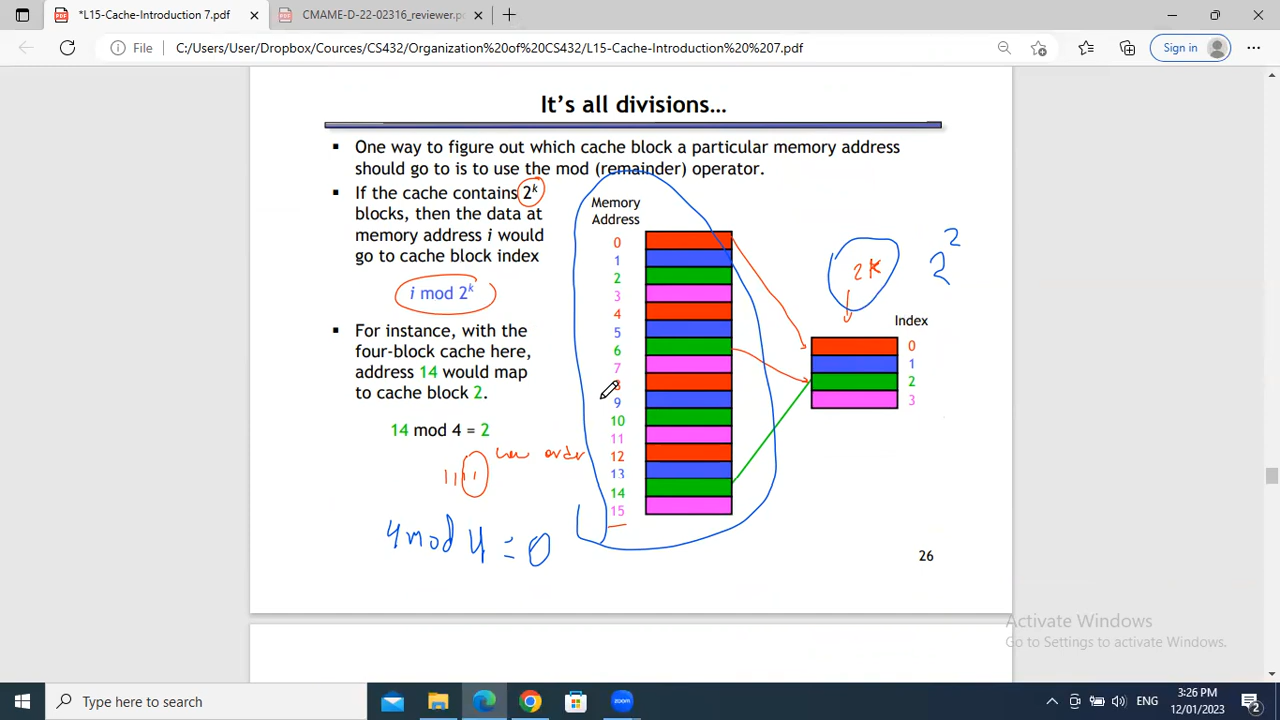 *L15-Cache-Introduction 7.pdf
CMAME-D-22-02316_reviewer.pd
File
C:/Users/User/Dropbox/Cources/CS432/Organization%20of%20CS432/L15-Cache-Introduction%20%207.pdf
Sign in
It's all divisions…
▪ One way to figure out which cache block a particular memory address
should go to is to use the mod (remainder) operator.
▪ If the cache contains 2^k
blocks, then the data at
memory address i would
go to cache block index
i mod 2^k
▪ For instance, with the
four-block cache here,
address 14 would map
to cache block 2.
14 mod 4 = 2
order
4 mod 4 = 0
Memory
Address
0
1
2
3
4
5
6
7
8
9
10
11
12
13
14
15
2k
2^2
Index
0
1
2
3
26
Activate Windows
Go to Settings to activate Windows.
Type here to search
zoom
ENG
3:26 PM
12/01/2023
2